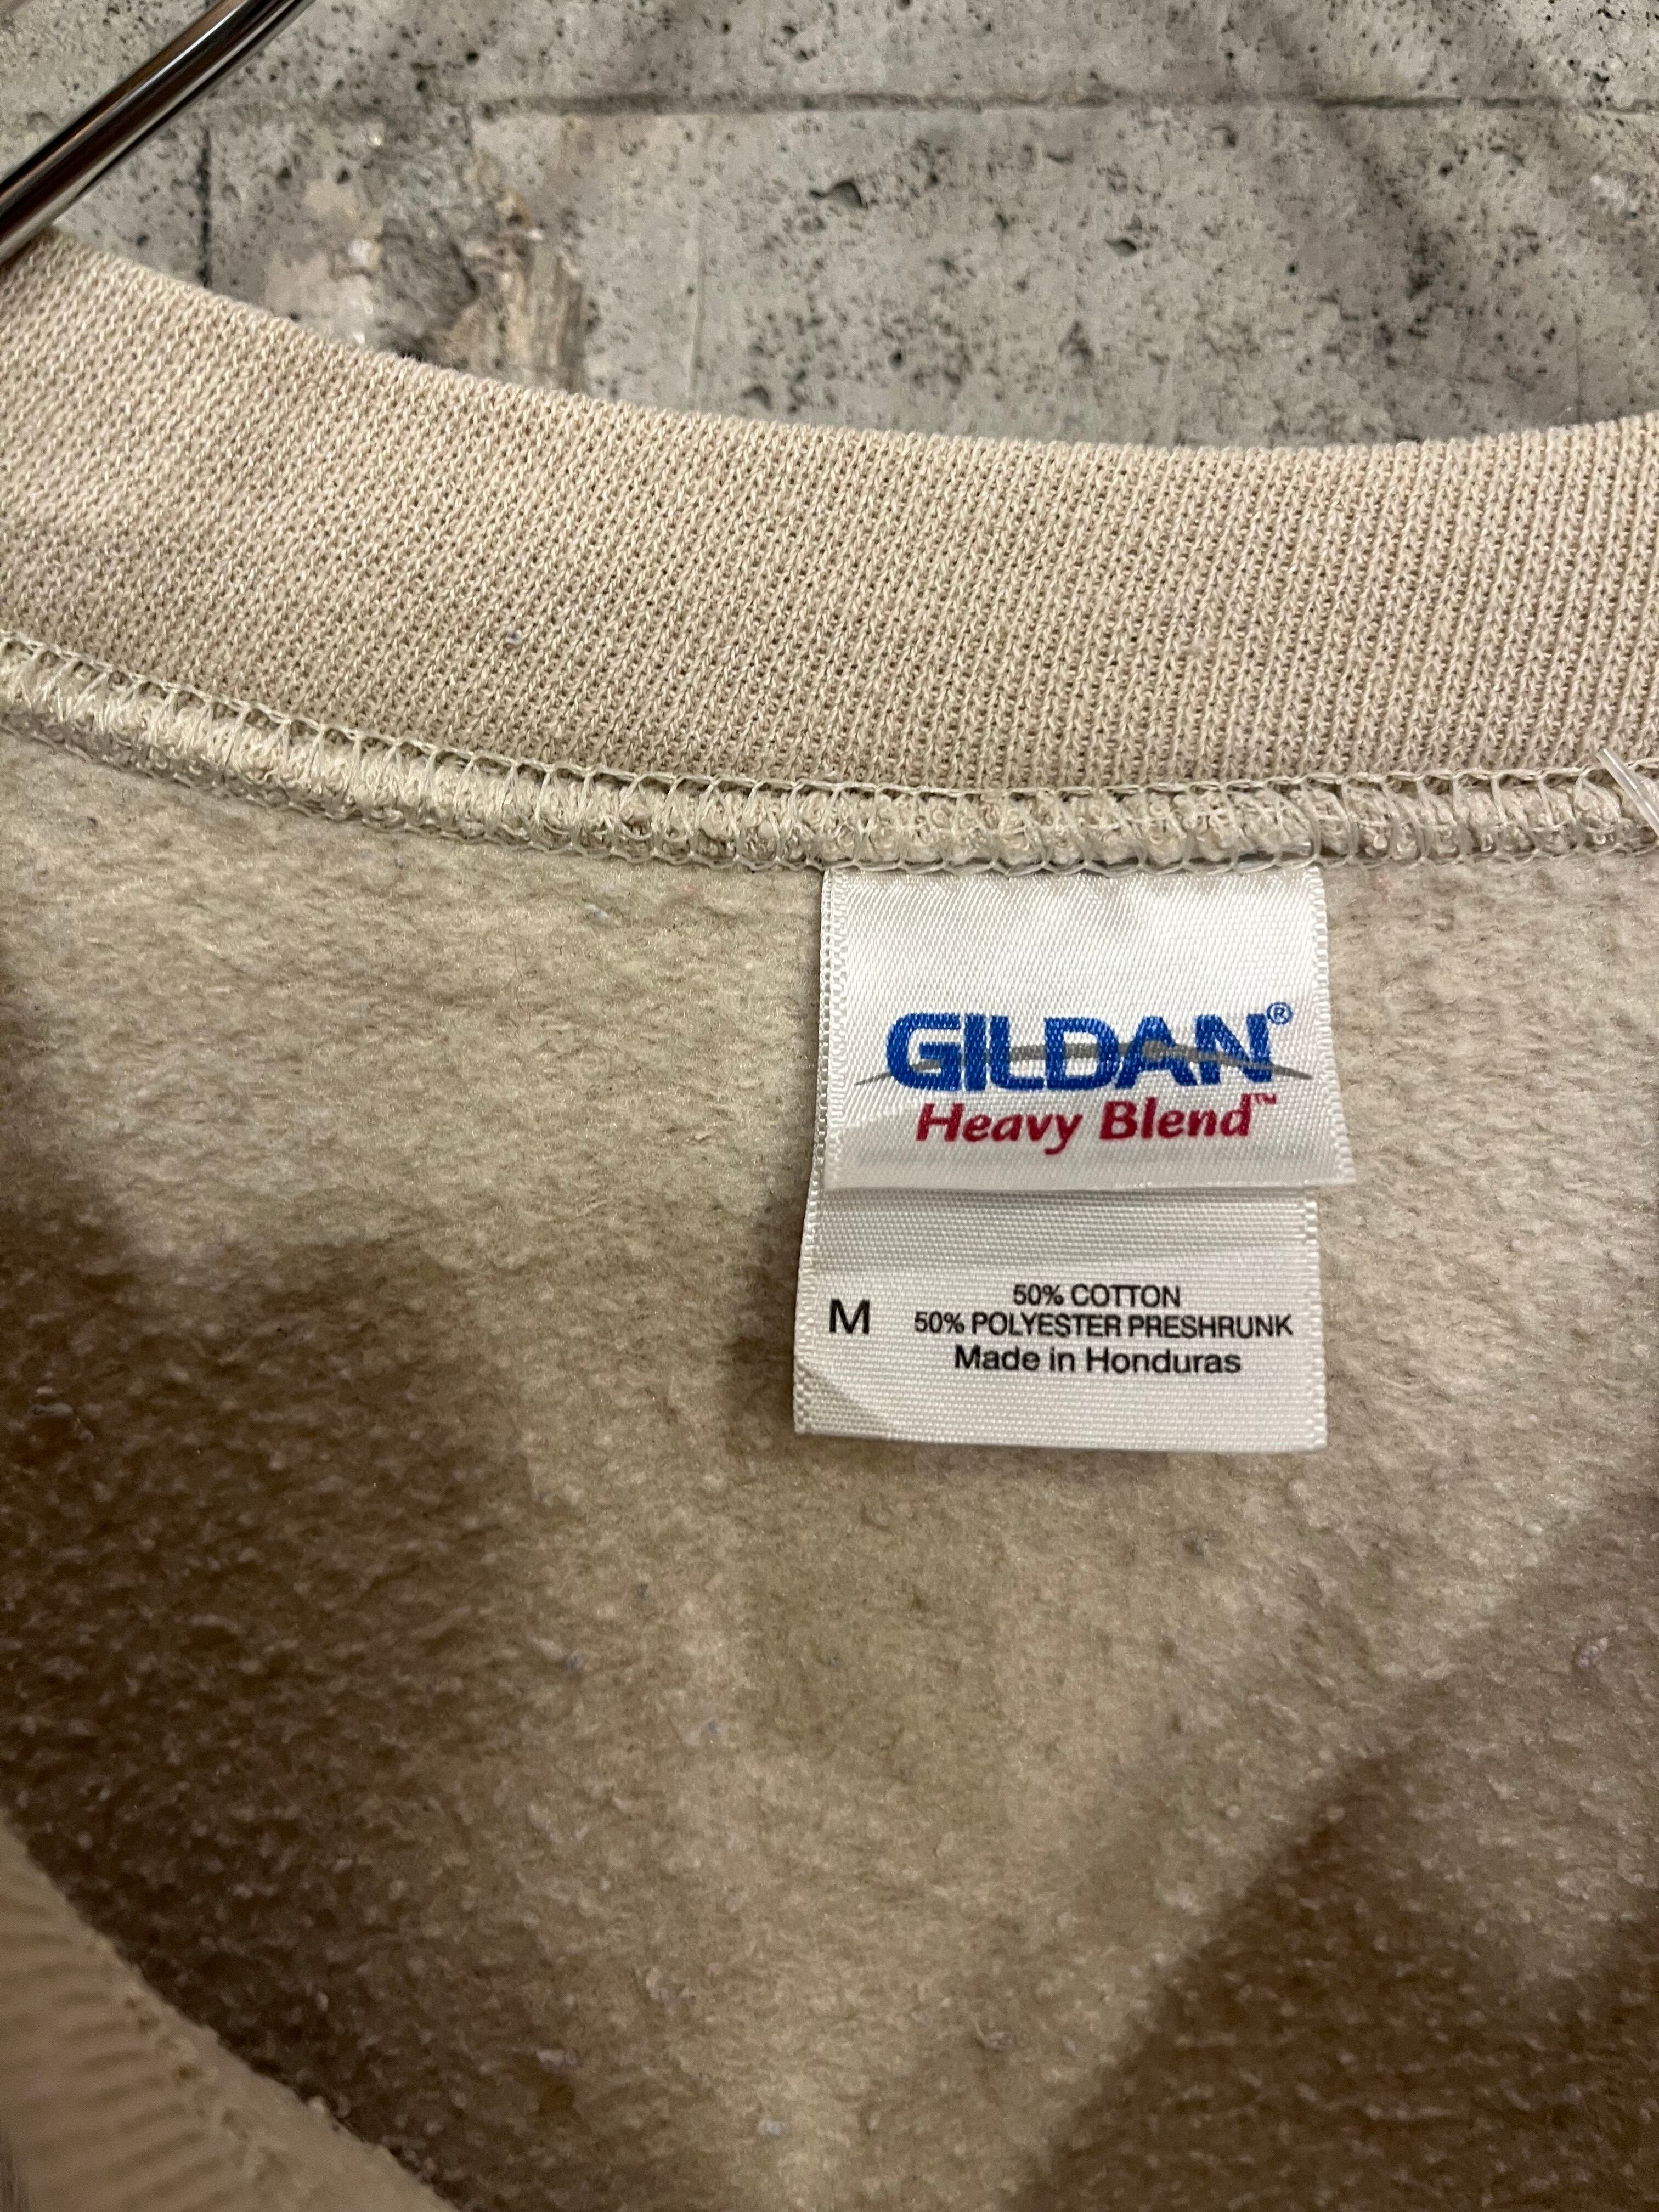 GILDAN®
Heavy Blend™
M
50% COTTON
50% POLYESTER PRESHRUNK
Made in Honduras